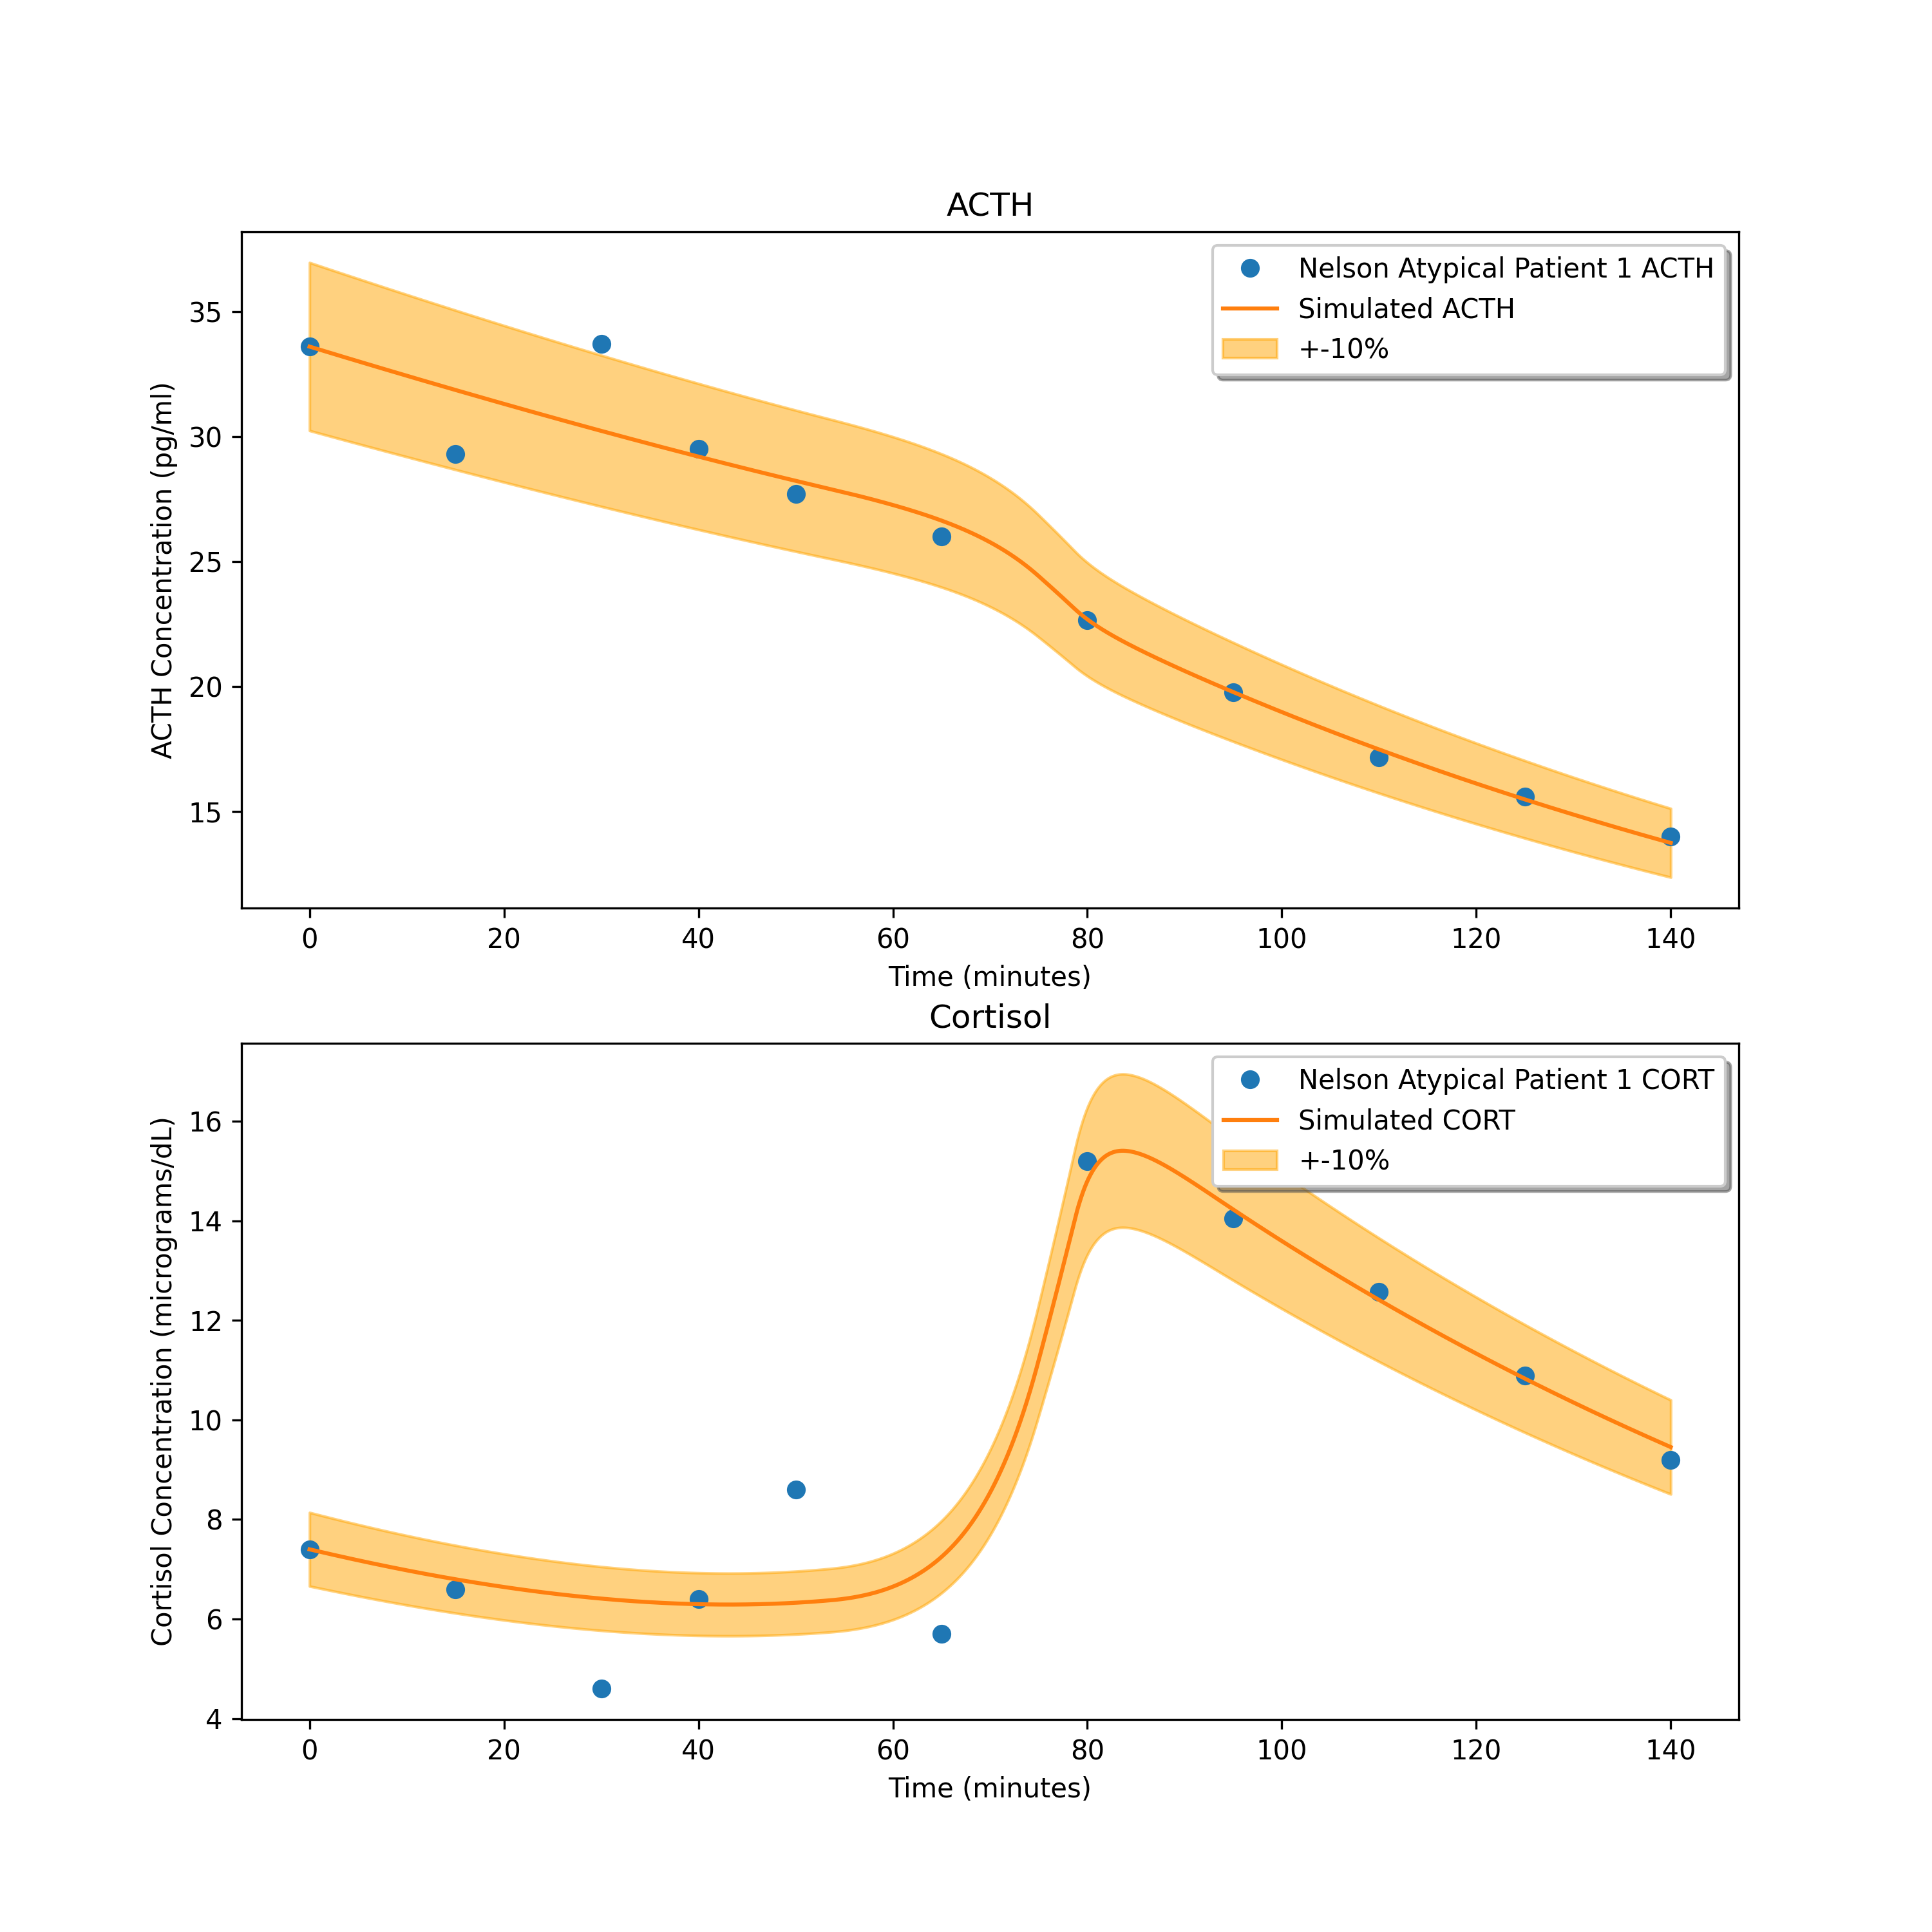 ACTH
Nelson Atypical Patient 1 ACTH
Simulated ACTH
+-10%
ACTH Concentration (pg/ml)
35
30
25
20
15
0 20 40 60 80 100 120 140
Time (minutes)
Cortisol
Nelson Atypical Patient 1 CORT
Simulated CORT
+-10%
Cortisol Concentration (micrograms/dL)
16
14
12
10
8
6
4
0 20 40 60 80 100 120 140
Time (minutes)